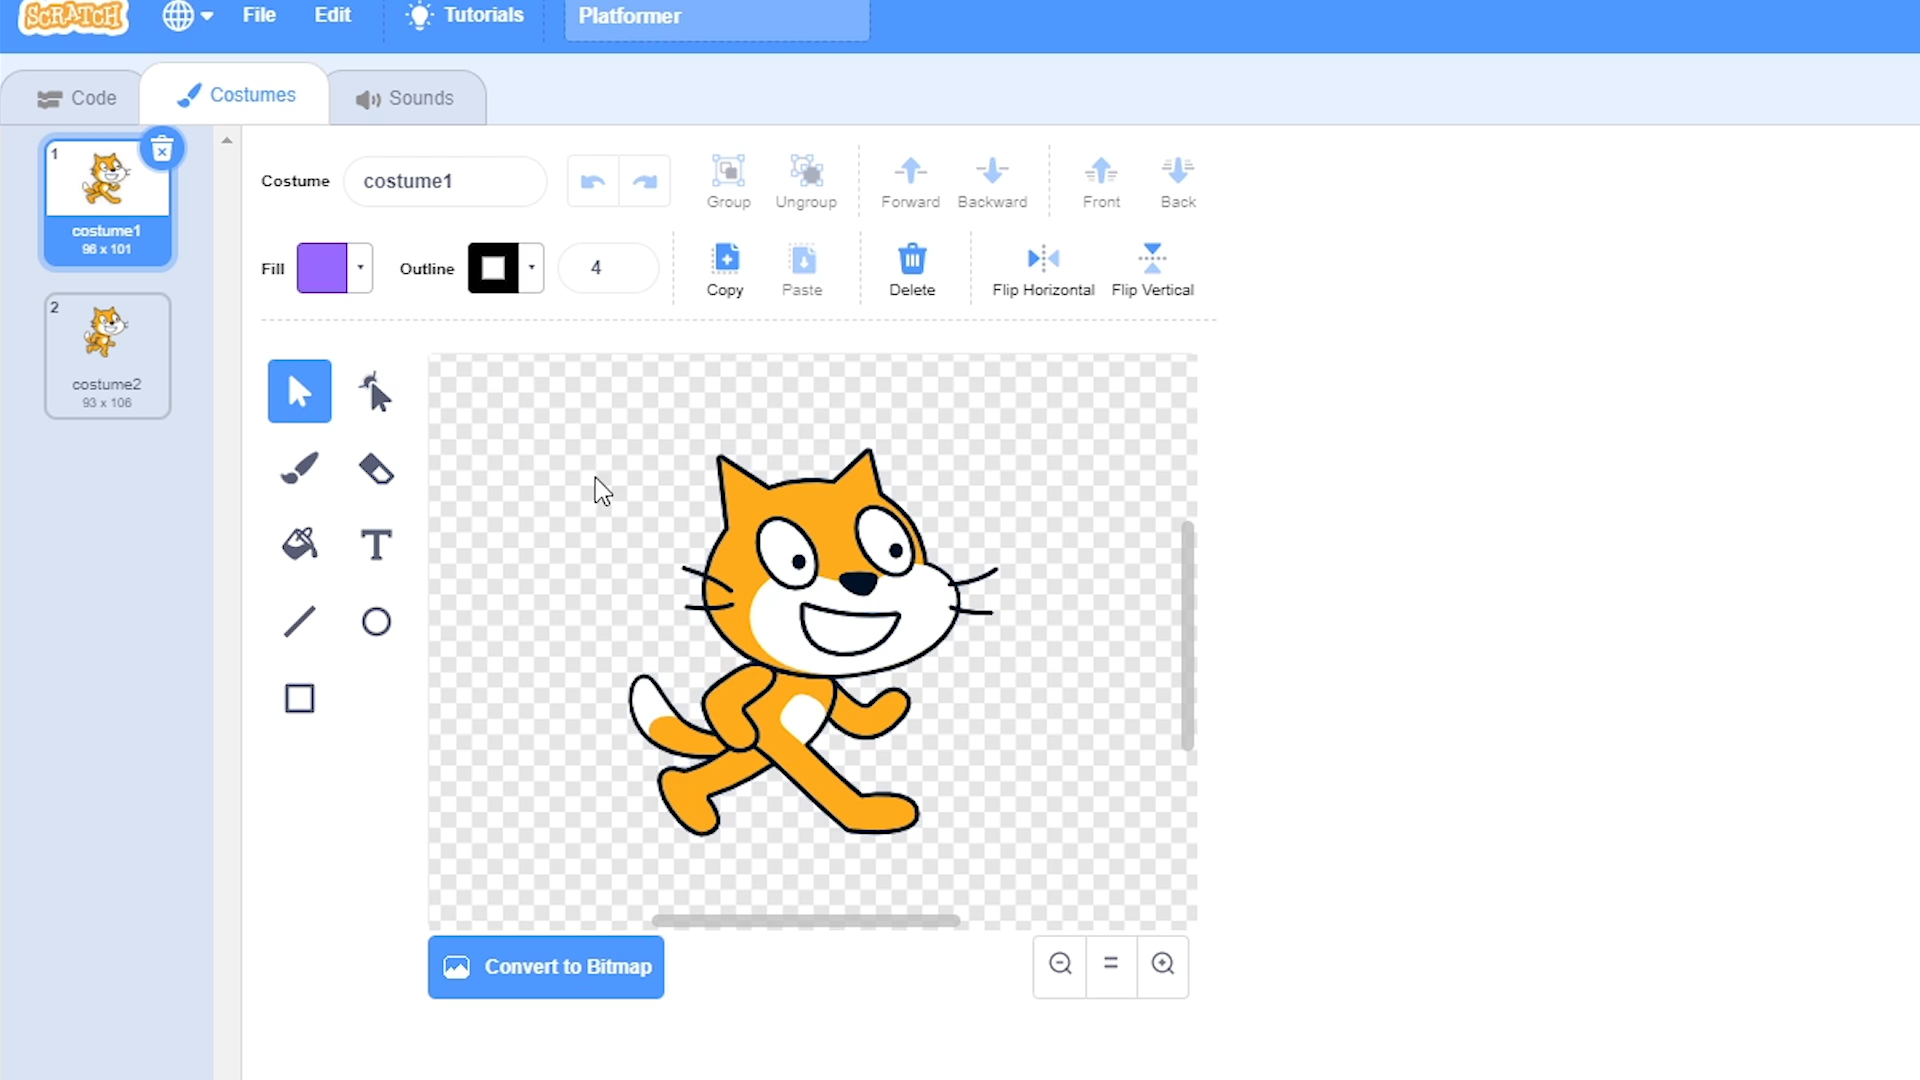 SCRATCH File Edit Tutorials Platformer
Code Costumes Sounds
1
costume1
96 x 101
2
costume2
93 x 106
Costume costume1 Group Ungroup Forward Backward Front Back
Fill Outline 4 Copy Paste Delete Flip Horizontal Flip Vertical
T
Convert to Bitmap